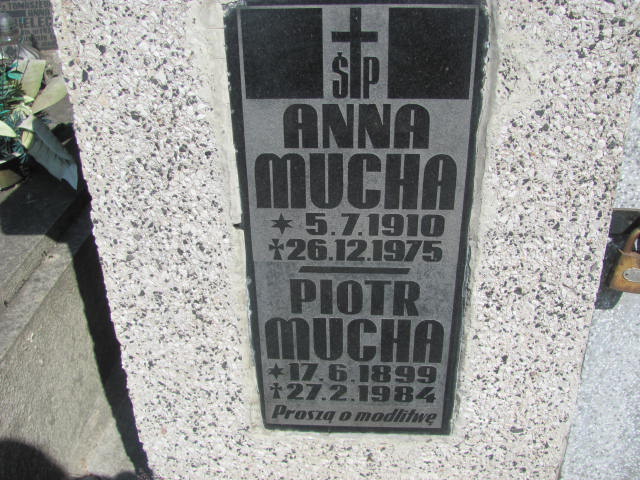 ŚP
ANNA
MUCHA
* 5.7.1910
†26.12.1975
PIOTR
MUCHA
* 17.6.1899
†27.2.1984
Proszą o modlitwę